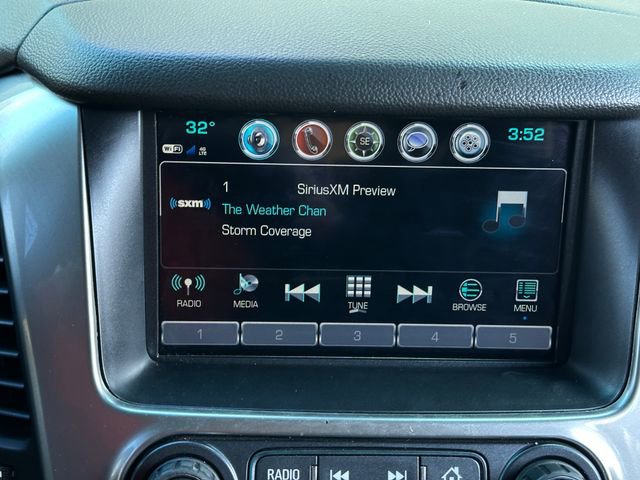 32° SE 3:52
WiFi 4G LTE
1 SiriusXM Preview
((sxm)) The Weather Chan
Storm Coverage
RADIO MEDIA TUNE BROWSE MENU
1 2 3 4 5
RADIO